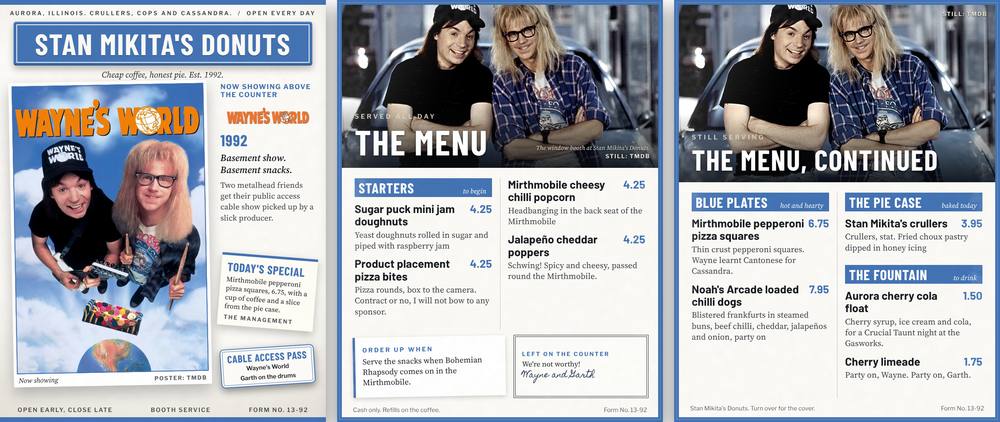 AURORA, ILLINOIS. CRULLERS, COPS AND CASSANDRA. / OPEN EVERY DAY
STAN MIKITA'S DONUTS
Cheap coffee, honest pie. Est. 1992.
WAYNE'S WORLD
WAYNE'S WORLD
Now showing
POSTER: TMDB
NOW SHOWING ABOVE
THE COUNTER
WAYNE'S WORLD
1992
Basement show.
Basement snacks.
Two metalhead friends
get their public access
cable show picked up by a
slick producer.
TODAY'S SPECIAL
Mirthmobile pepperoni
pizza squares, 6.75, with a
cup of coffee and a slice
from the pie case.
THE MANAGEMENT
CABLE ACCESS PASS
Wayne's World
Garth on the drums
OPEN EARLY, CLOSE LATE
BOOTH SERVICE
FORM NO. 13-92
SERVED ALL DAY
THE MENU
The window booth at Stan Mikita's Donuts
STILL: TMDB
STARTERS to begin
Sugar puck mini jam 4.25
doughnuts
Yeast doughnuts rolled in sugar and
piped with raspberry jam
Product placement 4.25
pizza bites
Pizza rounds, box to the camera.
Contract or no, I will not bow to any
sponsor.
Mirthmobile cheesy 4.25
chilli popcorn
Headbanging in the back seat of the
Mirthmobile
Jalapeño cheddar 4.25
poppers
Schwing! Spicy and cheesy, passed
round the Mirthmobile.
ORDER UP WHEN
Serve the snacks when Bohemian
Rhapsody comes on in the
Mirthmobile.
LEFT ON THE COUNTER
We're not worthy!
Wayne and Garth
Cash only. Refills on the coffee.
Form No. 13-92
STILL: TMDB
STILL SERVING
THE MENU, CONTINUED
BLUE PLATES hot and hearty
Mirthmobile pepperoni 6.75
pizza squares
Thin crust pepperoni squares.
Wayne learnt Cantonese for
Cassandra.
Noah's Arcade loaded 7.95
chilli dogs
Blistered frankfurts in steamed
buns, beef chilli, cheddar, jalapeños
and onion, party on
THE PIE CASE baked today
Stan Mikita's crullers 3.95
Crullers, stat. Fried choux pastry
dipped in honey icing
THE FOUNTAIN to drink
Aurora cherry cola 1.50
float
Cherry syrup, ice cream and cola,
for a Crucial Taunt night at the
Gasworks.
Cherry limeade 1.75
Party on, Wayne. Party on, Garth.
Stan Mikita's Donuts. Turn over for the cover.
Form No. 13-92